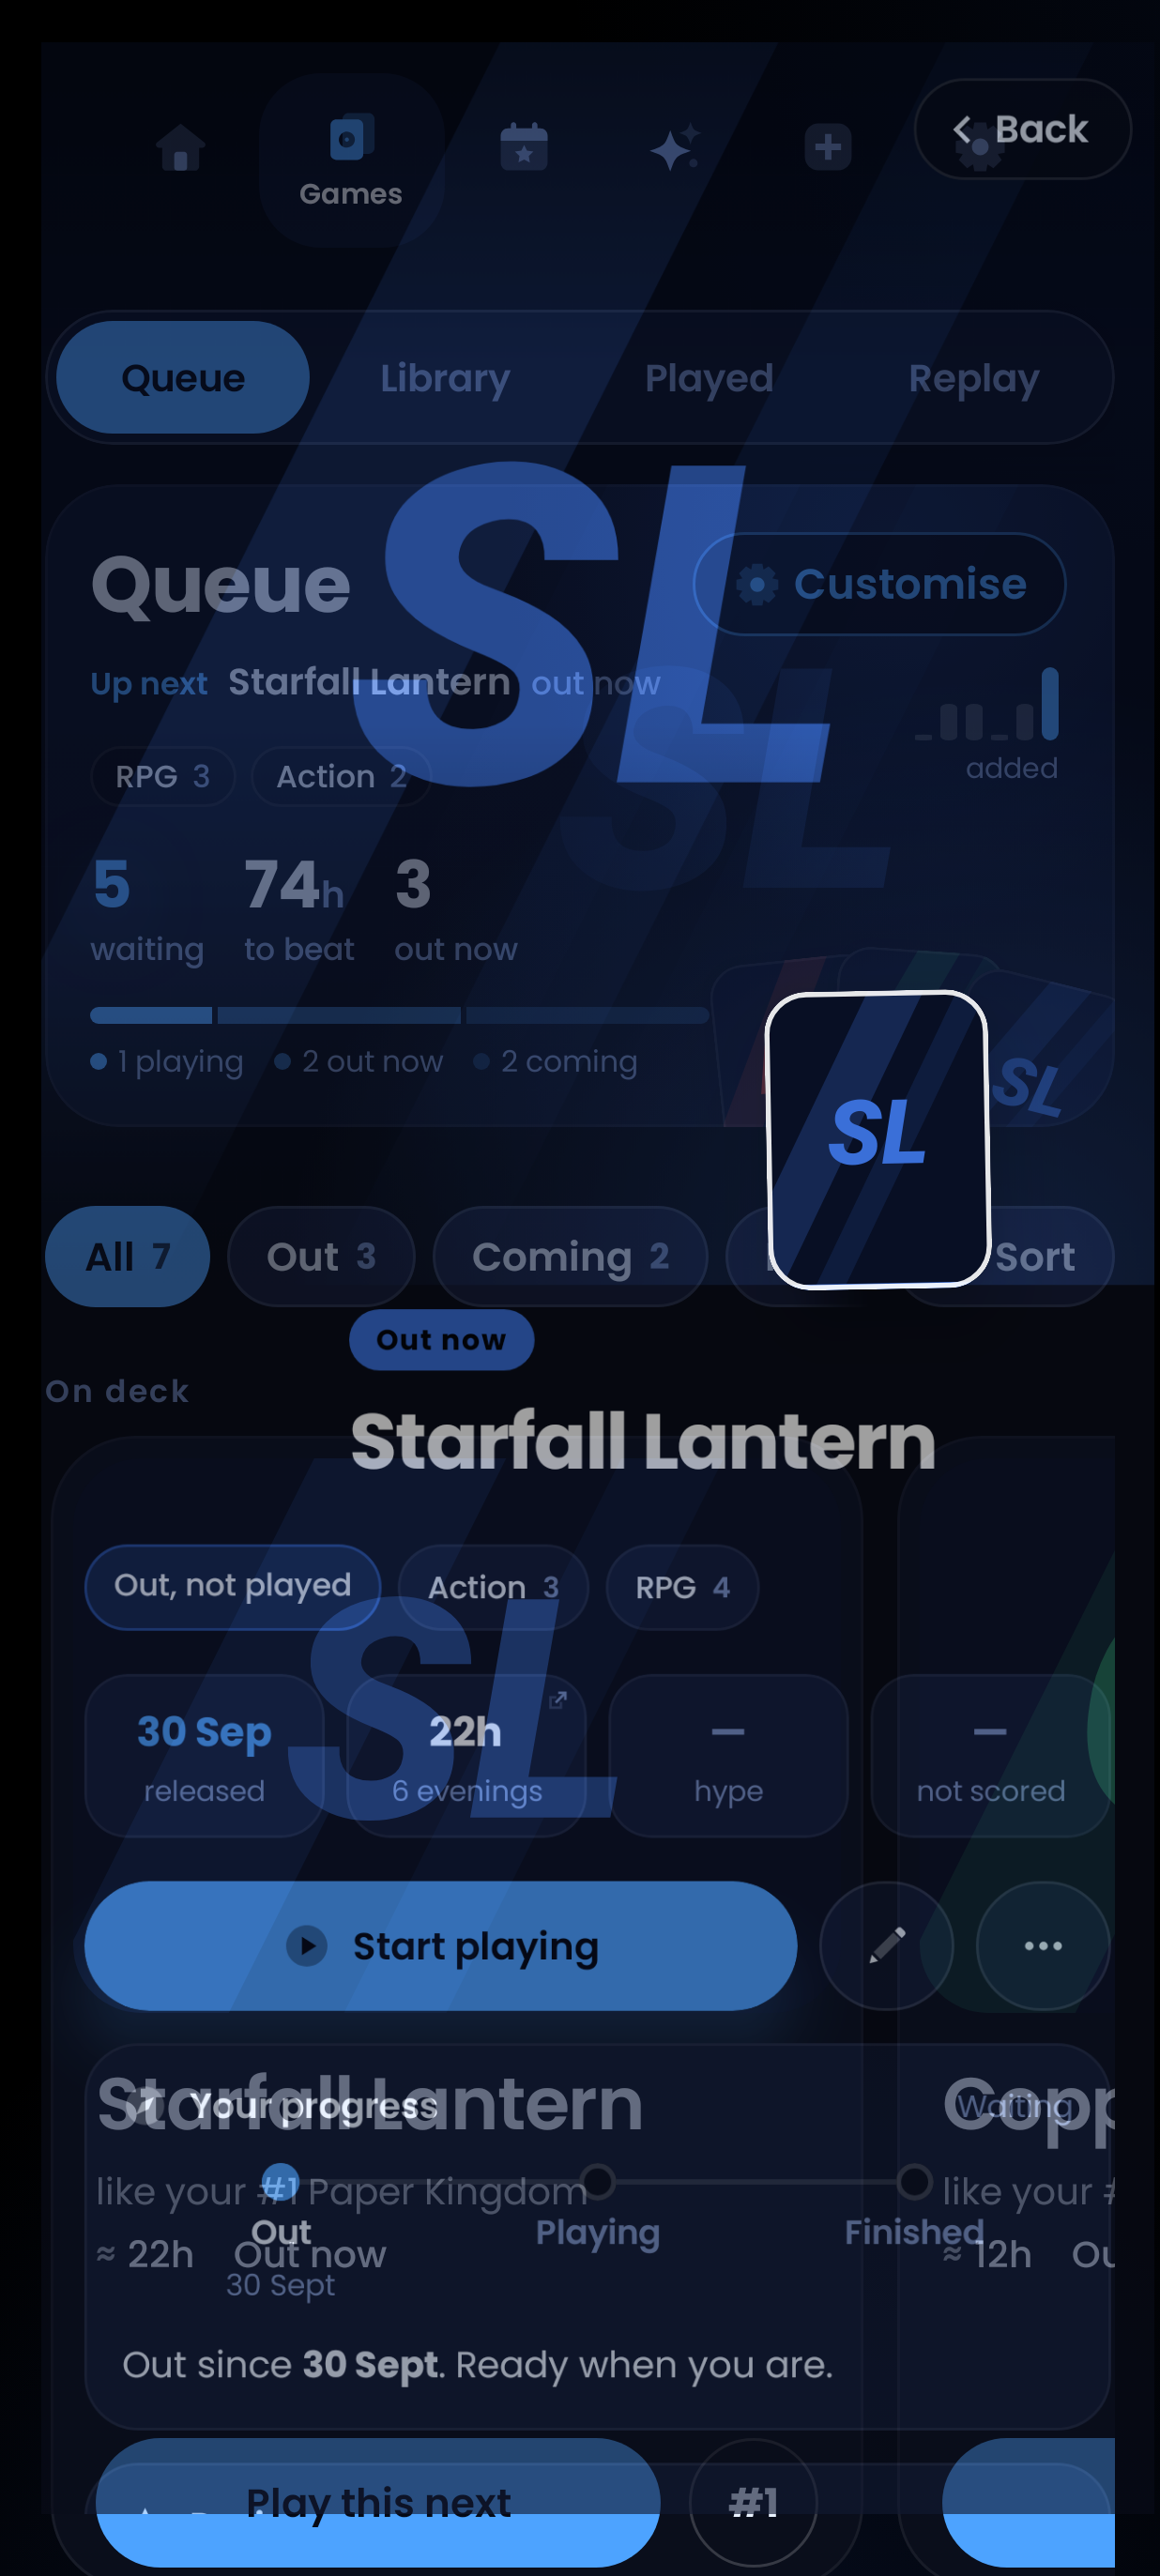 Back
Games
Queue Library Played Replay
SL
Queue
Customise
Up next Starfall Lantern out now
SL
added
RPG 3 Action 2
5 74h 3
waiting to beat out now
1 playing 2 out now 2 coming
SL
SL
All 7 Out 3 Coming 2 Sort
Out now
On deck
Starfall Lantern
Out, not played Action 3 RPG 4
SL
30 Sep 22h — —
released 6 evenings hype not scored
Start playing
Starfall Lantern
Your progress
Waiting
like your #1 Paper Kingdom
like your
Out Playing Finished
≈ 22h Out now
≈ 12h
30 Sept
Out since 30 Sept. Ready when you are.
Play this next #1